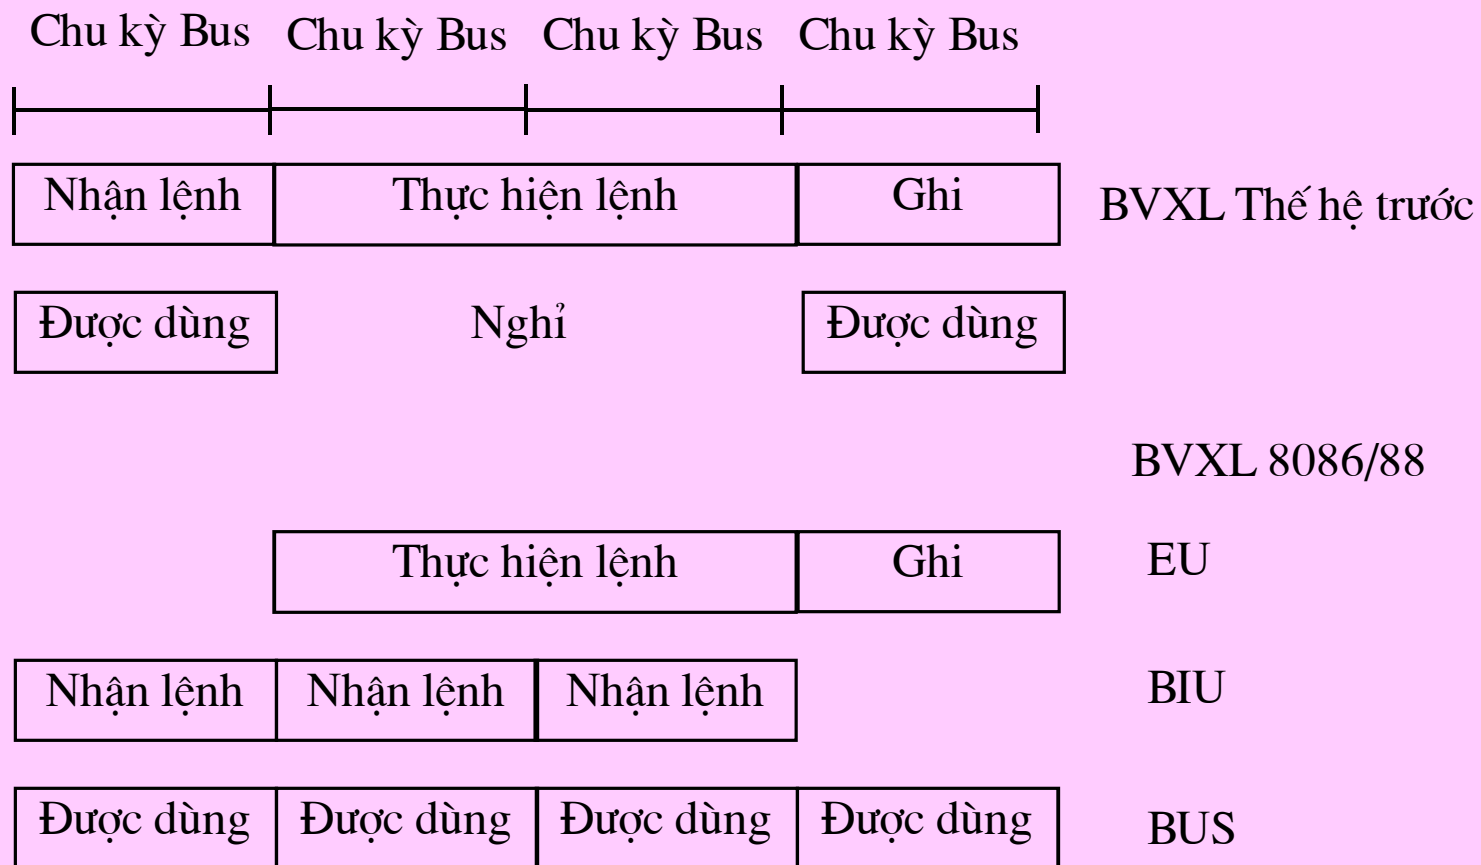 Chu kỳ Bus Chu kỳ Bus Chu kỳ Bus Chu kỳ Bus
Nhận lệnh Thực hiện lệnh Ghi BVXL Thế hệ trước
Được dùng Nghỉ Được dùng
BVXL 8086/88
Thực hiện lệnh Ghi EU
Nhận lệnh Nhận lệnh Nhận lệnh BIU
Được dùng Được dùng Được dùng Được dùng BUS